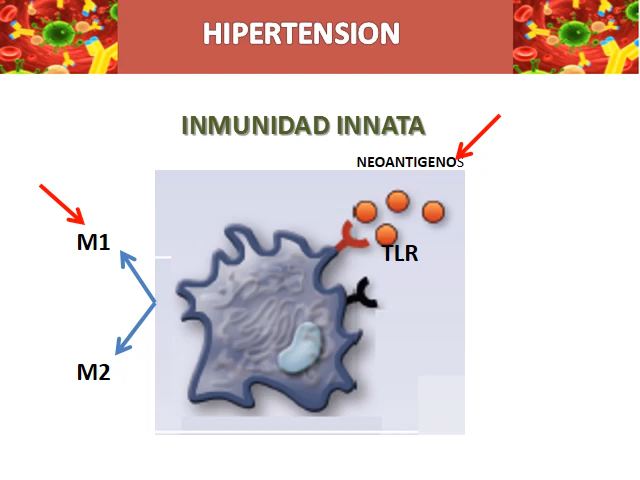 HIPERTENSION
INMUNIDAD INNATA
NEOANTIGENOS
M1
TLR
M2